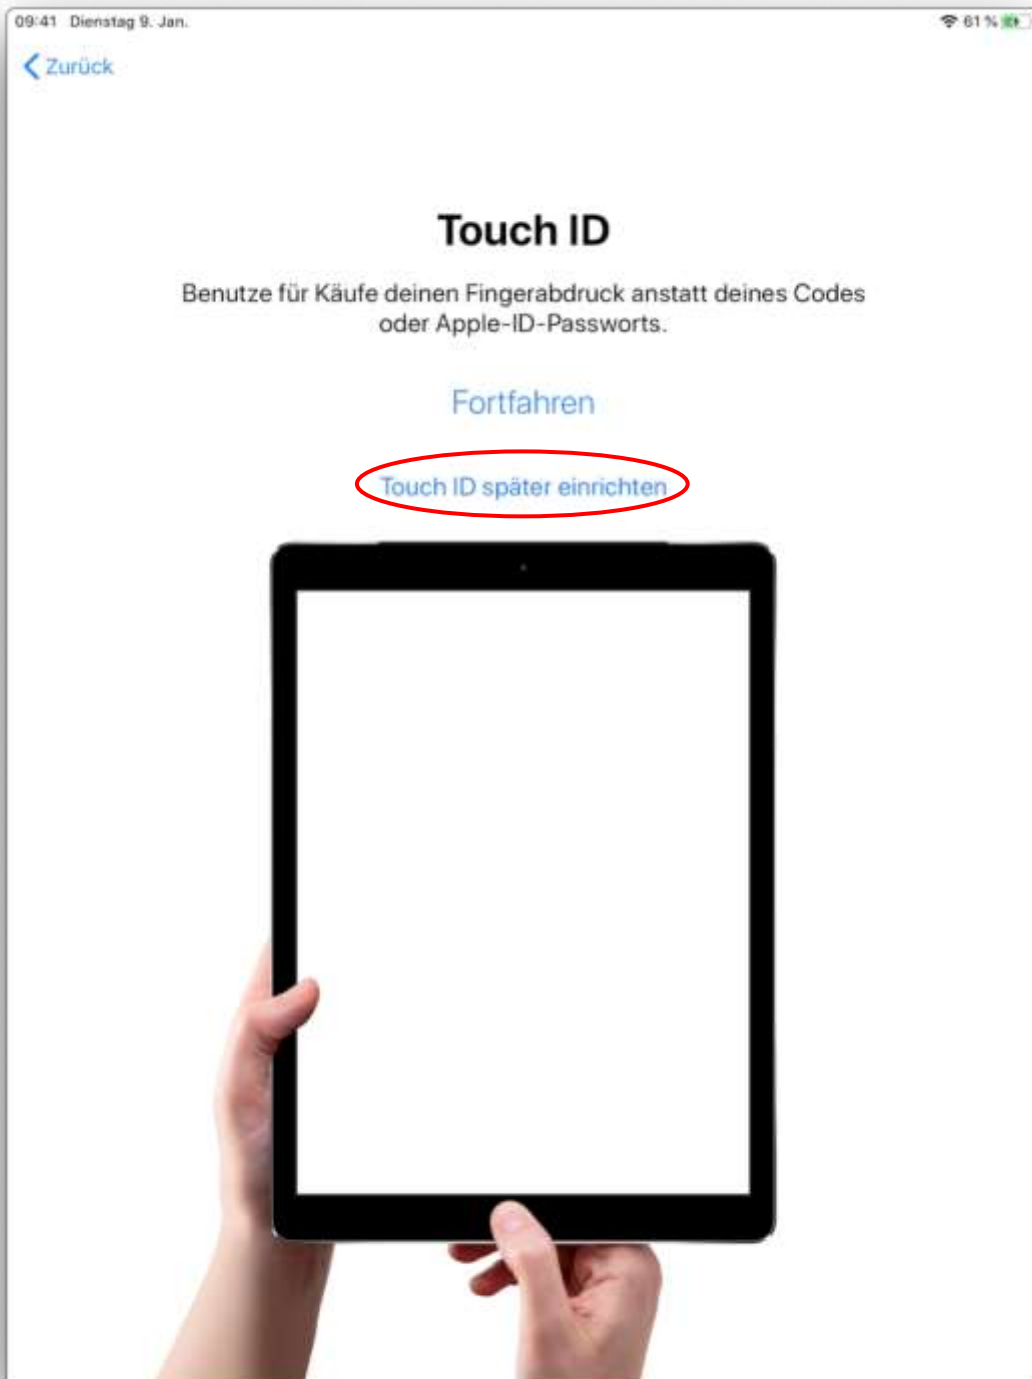 09:41 Dienstag 9. Jan.
61 %
Zurück
Touch ID
Benutze für Käufe deinen Fingerabdruck anstatt deines Codes
oder Apple-ID-Passworts.
Fortfahren
Touch ID später einrichten